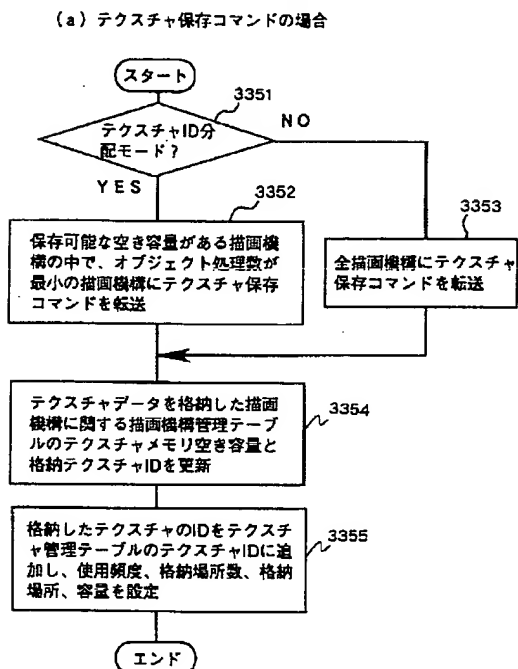 (a) テクスチャ保存コマンドの場合
スタート
3351
テクスチャID分
配モード?
NO
YES
3352
保存可能な空き容量がある描画機
構の中で、オブジェクト処理数が
最小の描画機構にテクスチャ保存
コマンドを転送
3353
全描画機構にテクスチャ
保存コマンドを転送
テクスチャデータを格納した描画
機構に関する描画機構管理テーブ
ルのテクスチャメモリ空き容量と
格納テクスチャIDを更新
3354
格納したテクスチャのIDをテクスチ
ャ管理テーブルのテクスチャIDに追
加し、使用頻度、格納場所数、格納
場所、容量を設定
3355
エンド